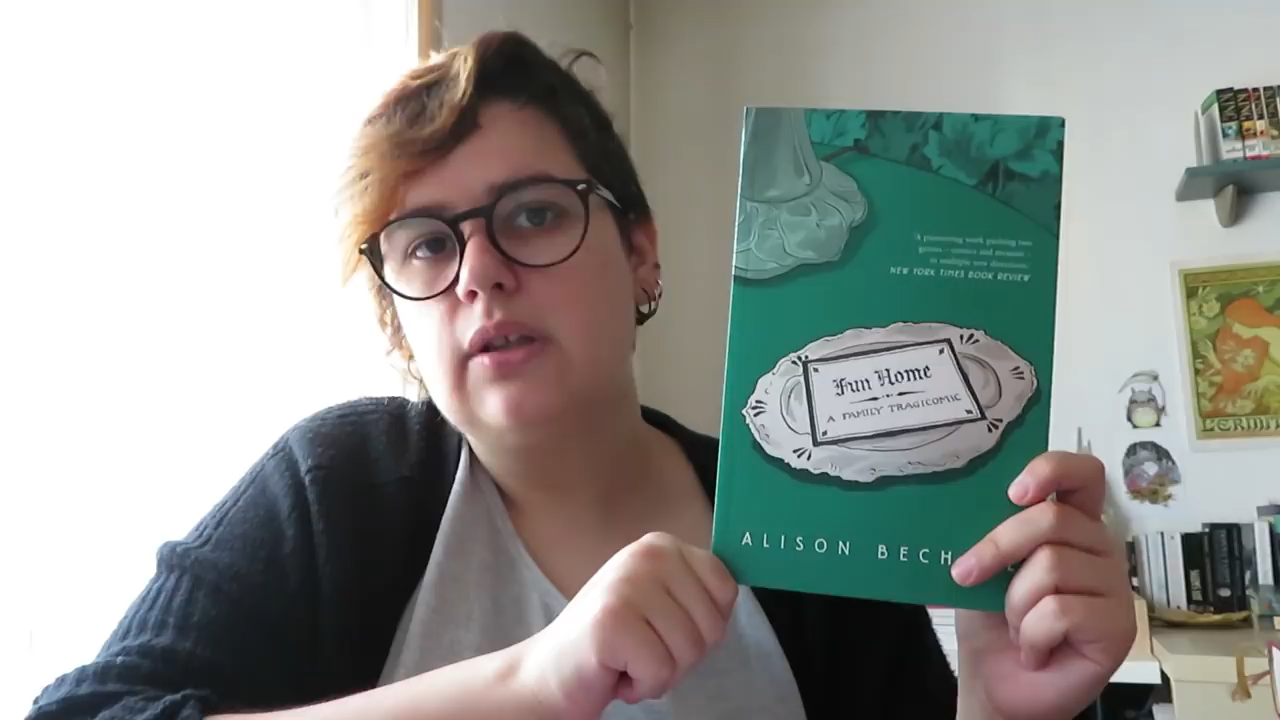 "A pioneering work pushing two
genres—comics and memoir—
in multiple new directions."
NEW YORK TIMES BOOK REVIEW
Fun Home
A FAMILY TRAGICOMIC
ALISON BECH
L'ERMIT